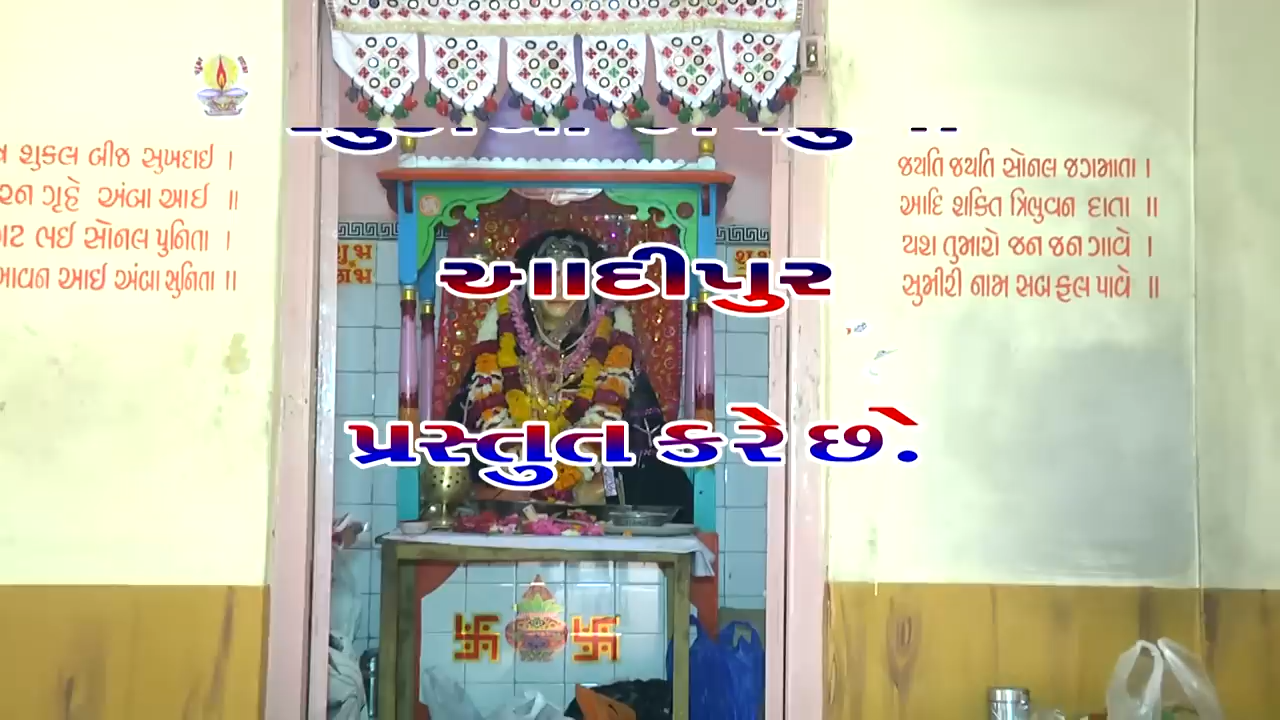 શુકલ બીજ સુખદાઈ ।
ગૃહે અંબા આઈ ॥
ભઈ સોનલ પુનિતા ।
આઈ અંબા સુનિતા ॥
જયતિ જયતિ સોનલ જગમાતા ।
આદિ શકિત ત્રિભુવન દાતા ॥
યશ તુમારો જન જન ગાવે ।
સુમીરી નામ સબ ફલ પાવે ॥
શુભ
આદીપુર
પ્રસ્તુત કરે છે.